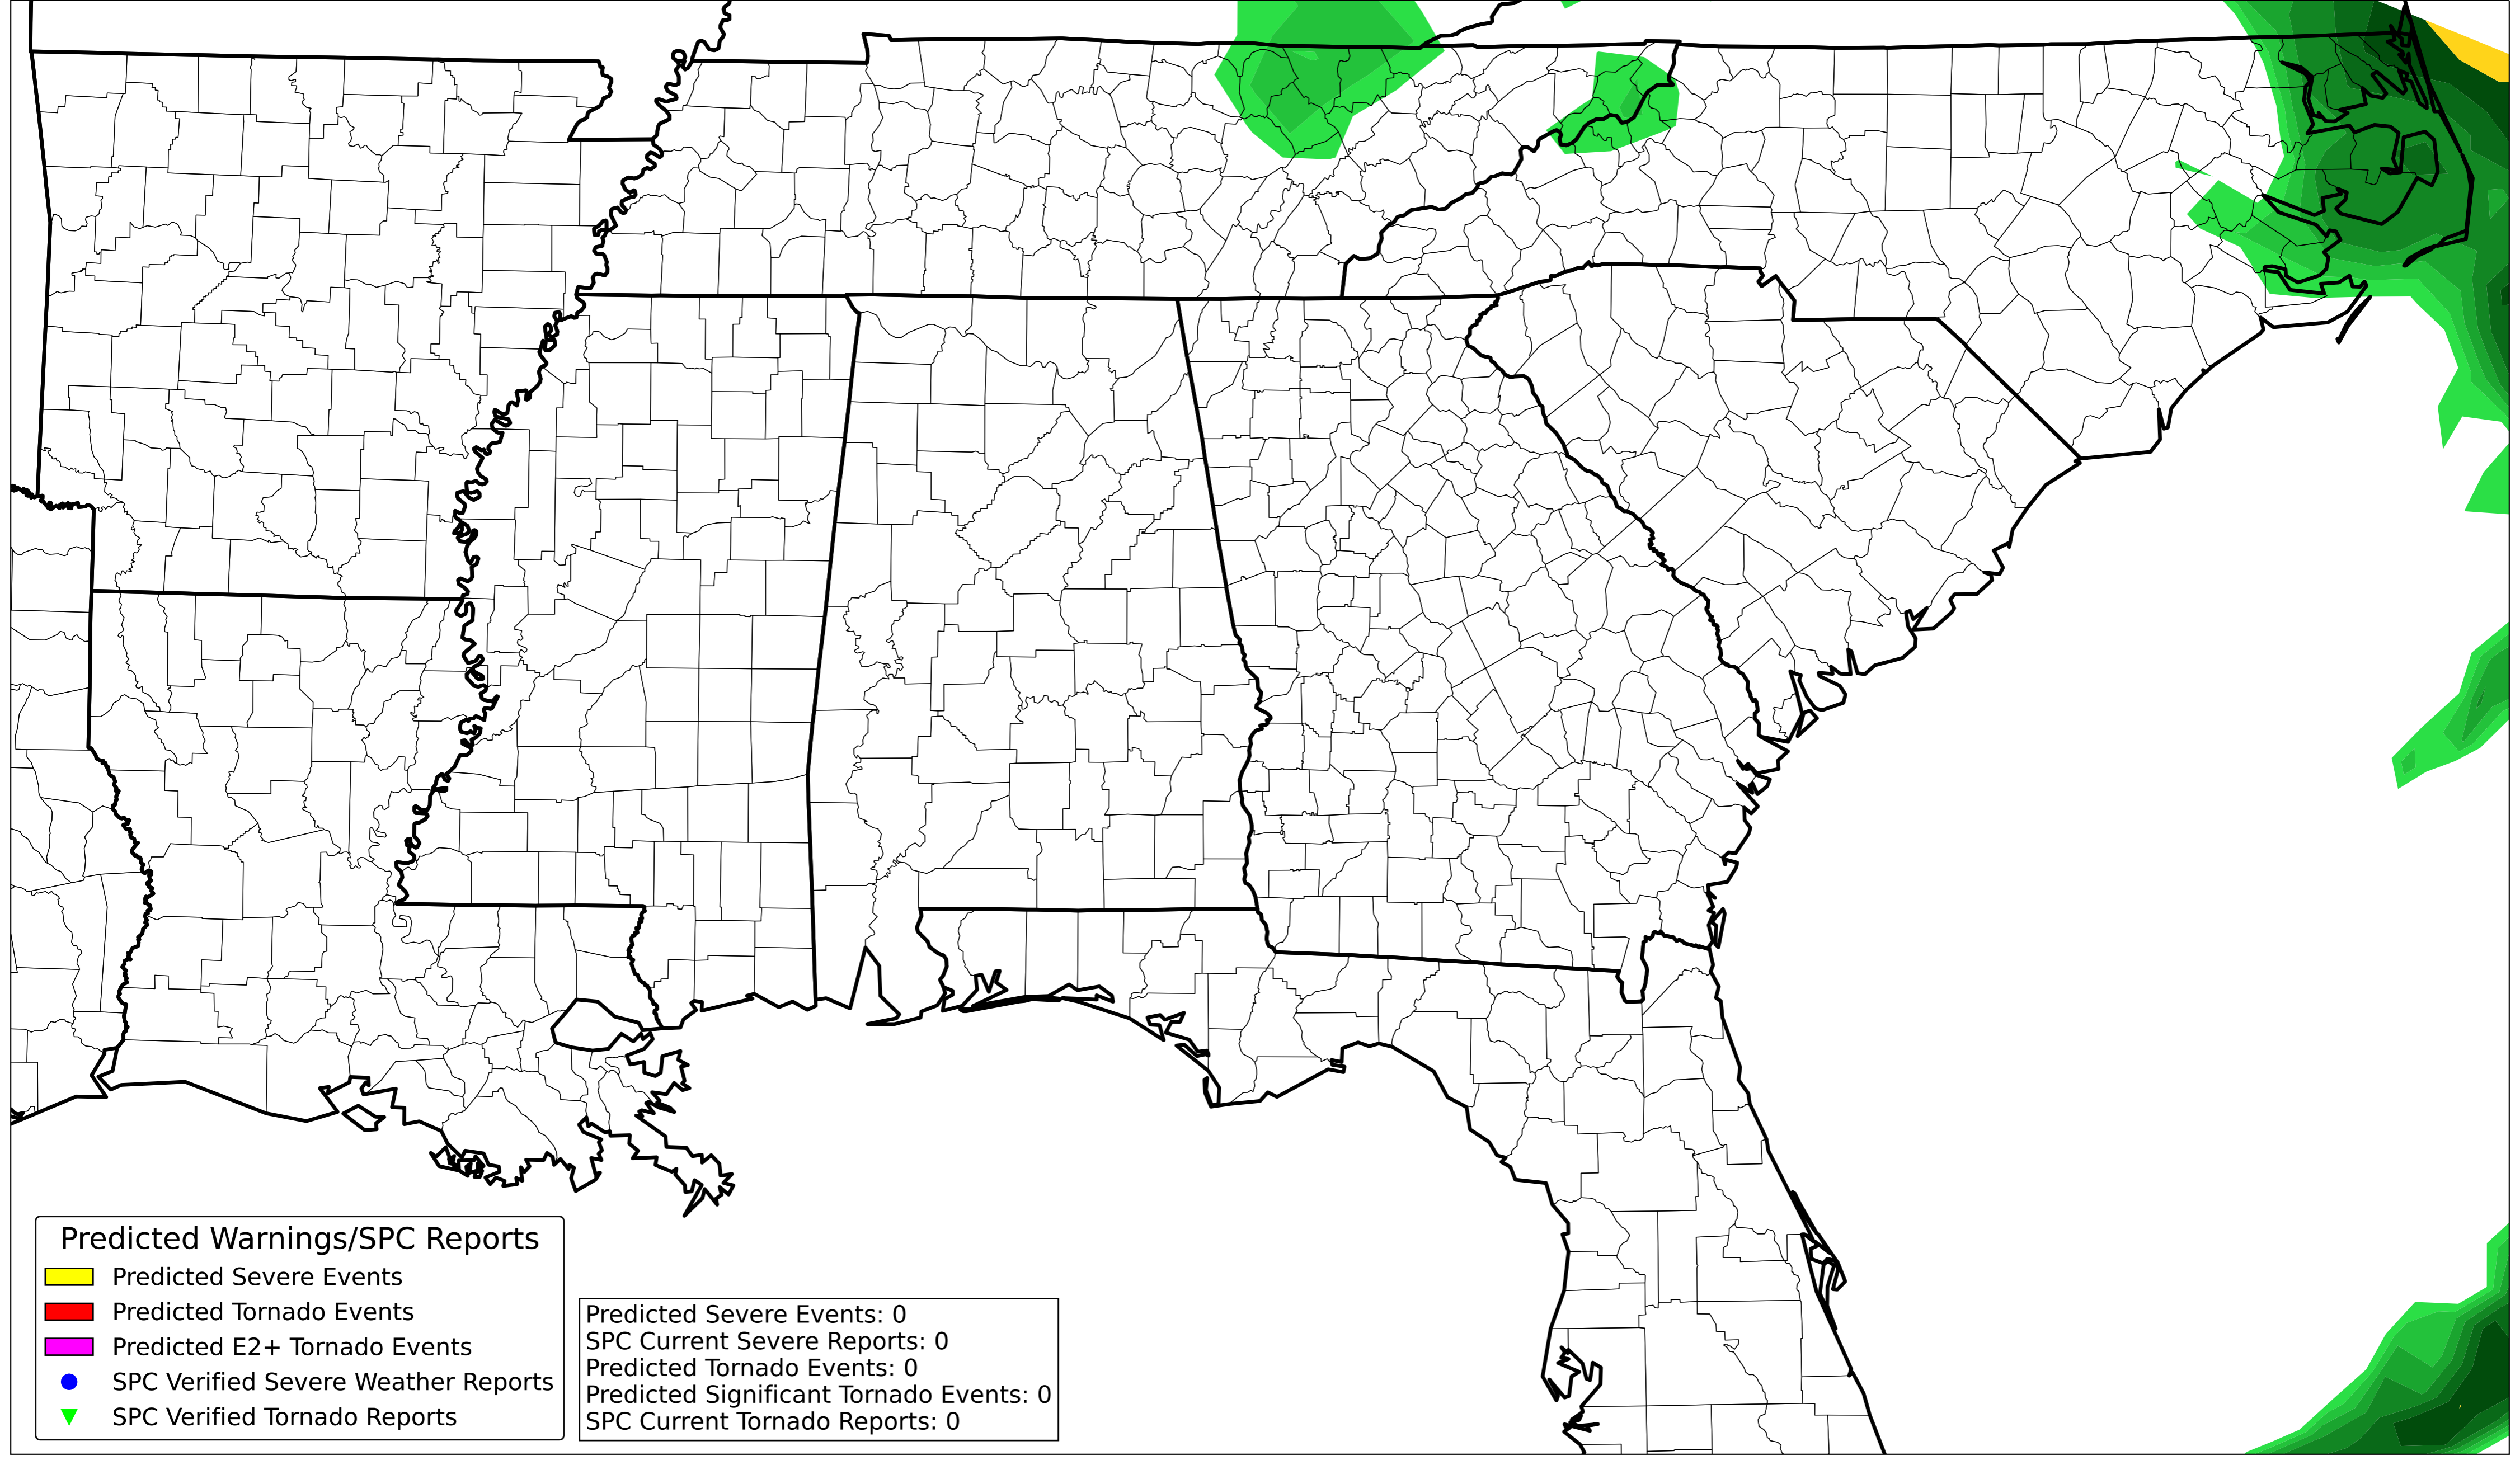 Predicted Warnings/SPC Reports
Predicted Severe Events
Predicted Tornado Events
Predicted E2+ Tornado Events
SPC Verified Severe Weather Reports
SPC Verified Tornado Reports
Predicted Severe Events: 0
SPC Current Severe Reports: 0
Predicted Tornado Events: 0
Predicted Significant Tornado Events: 0
SPC Current Tornado Reports: 0